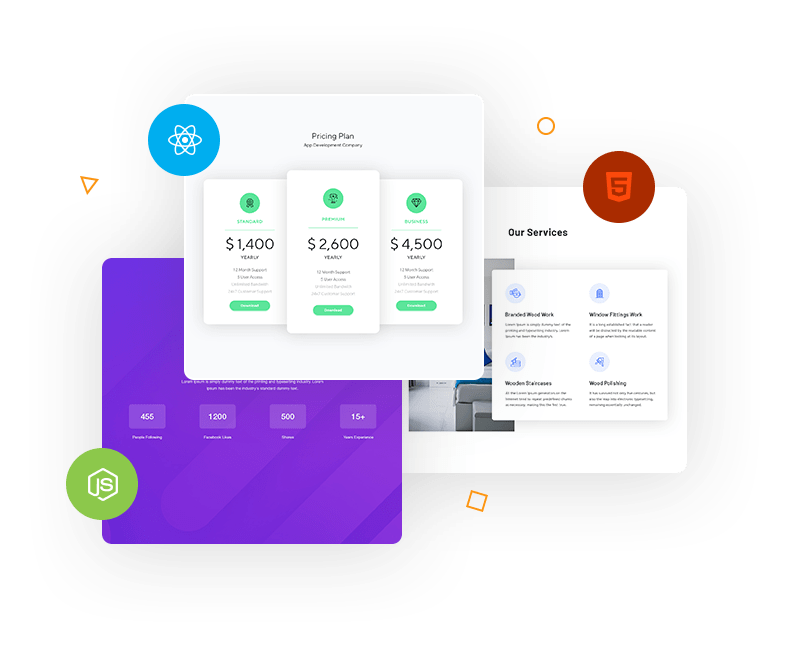 Pricing Plan
App Development Company
STANDARD
$1,400
YEARLY
12 Month Support
3 User Access
Unlimited Bandwith
24/7 Customer Support
Download
PREMIUM
$2,600
YEARLY
12 Month Support
Unlimited Bandwith
24/7 Customer Support
Download
BUSINESS
$4,500
YEARLY
12 Month Support
5 User Access
Unlimited Bandwith
24/7 Customer Support
Download
Our Services
Branded Wood Work
Lorem Ipsum is simply dummy text of the
printing and typesetting industry. Lorem
Ipsum has been the industry's
Window Fittings Work
It is a long established fact that a reader
will be distracted by the readable content
of a page when looking at its layout.
Wooden Staircases
All the Lorem Ipsum generators on the
Internet tend to repeat predefined chunks
as necessary, making this the first true
Wood Polishing
It has survived not only five centuries, but
also the leap into electronic typesetting,
remaining essentially unchanged.
Lorem Ipsum is simply dummy text of the printing and typesetting industry. Lorem
Ipsum has been the industry's standard dummy text.
455
People Following
1200
Facebook Likes
500
Shares
15+
Years Experience
JS
5